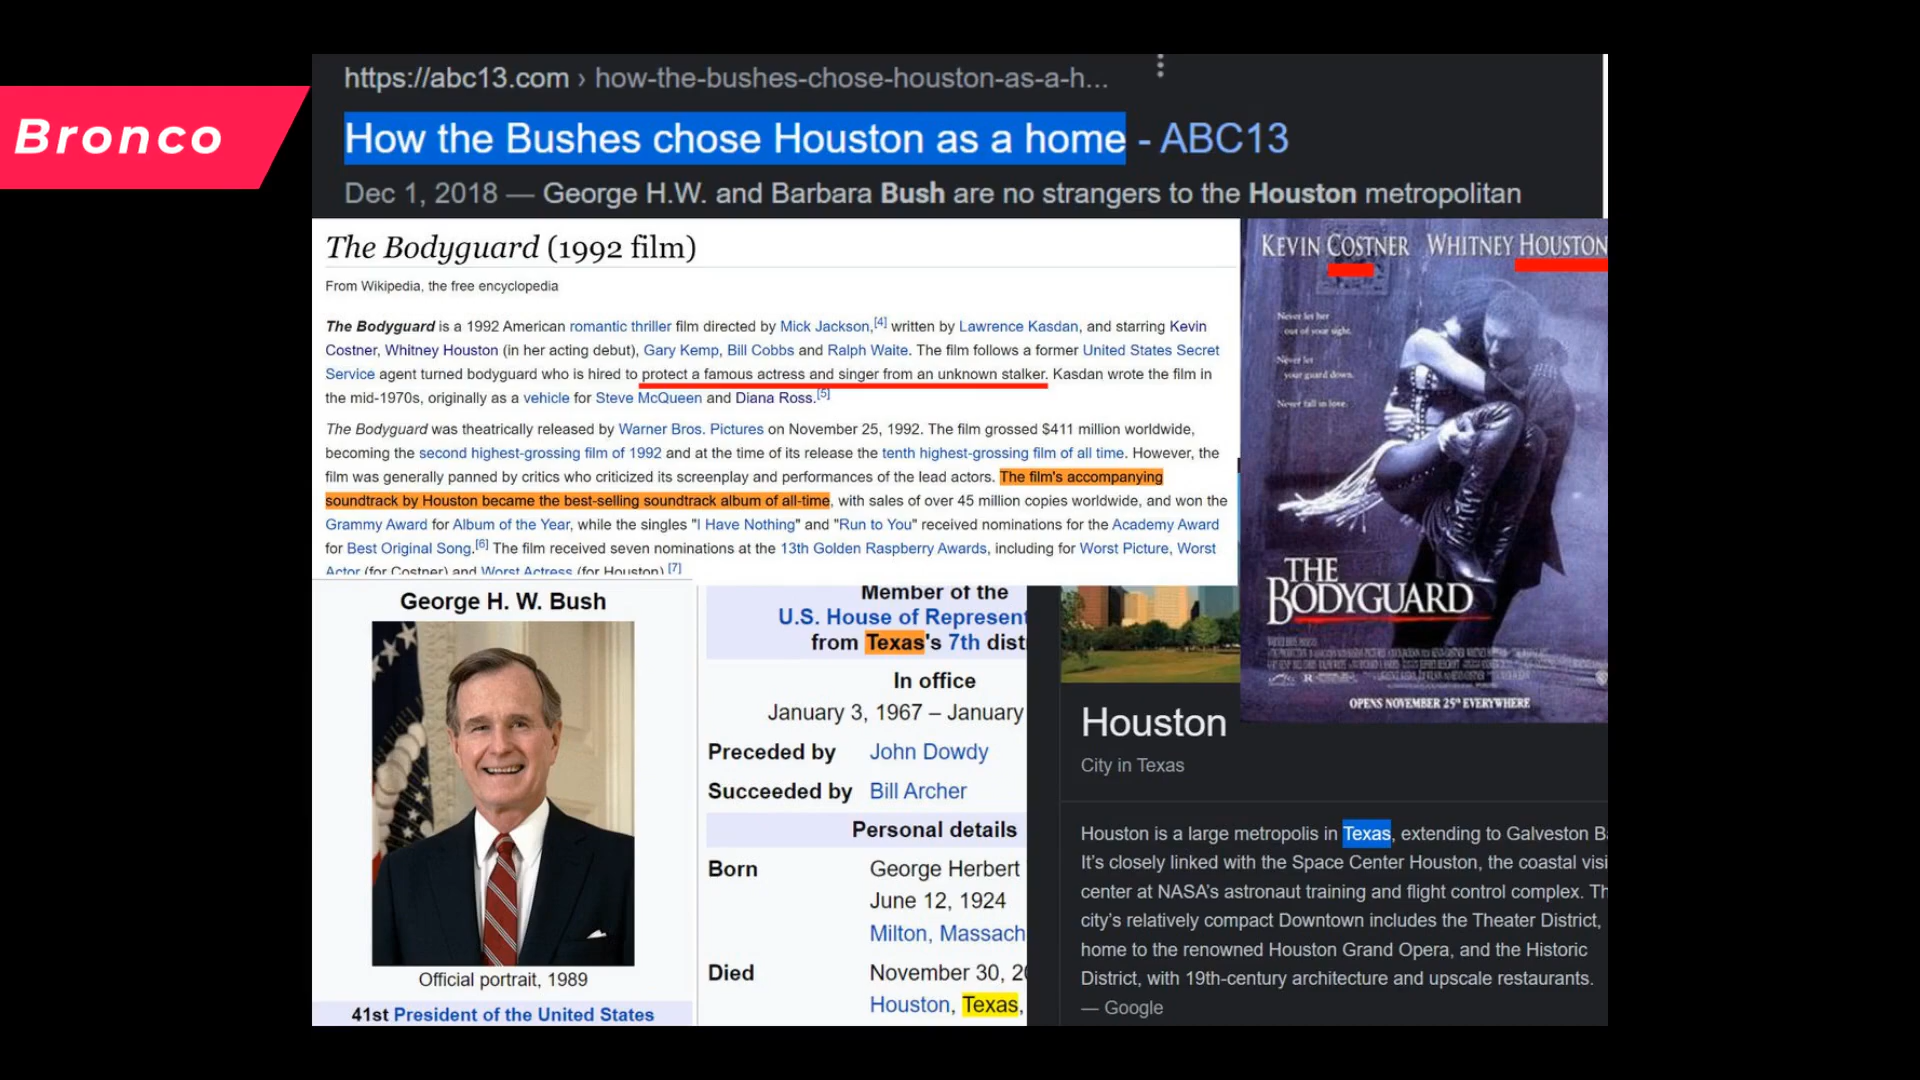 Bronco
https://abc13.com › how-the-bushes-chose-houston-as-a-h...
How the Bushes chose Houston as a home - ABC13
Dec 1, 2018 — George H.W. and Barbara Bush are no strangers to the Houston metropolitan
The Bodyguard (1992 film)
From Wikipedia, the free encyclopedia
The Bodyguard is a 1992 American romantic thriller film directed by Mick Jackson,[4] written by Lawrence Kasdan, and starring Kevin
Costner, Whitney Houston (in her acting debut), Gary Kemp, Bill Cobbs and Ralph Waite. The film follows a former United States Secret
Service agent turned bodyguard who is hired to protect a famous actress and singer from an unknown stalker. Kasdan wrote the film in
the mid-1970s, originally as a vehicle for Steve McQueen and Diana Ross.[5]
The Bodyguard was theatrically released by Warner Bros. Pictures on November 25, 1992. The film grossed $411 million worldwide,
becoming the second highest-grossing film of 1992 and at the time of its release the tenth highest-grossing film of all time. However, the
film was generally panned by critics who criticized its screenplay and performances of the lead actors. The film's accompanying
soundtrack by Houston became the best-selling soundtrack album of all-time, with sales of over 45 million copies worldwide, and won the
Grammy Award for Album of the Year, while the singles "I Have Nothing" and "Run to You" received nominations for the Academy Award
for Best Original Song.[6] The film received seven nominations at the 13th Golden Raspberry Awards, including for Worst Picture, Worst
Actor (for Costner) and Worst Actress (for Houston).[7]
KEVIN COSTNER WHITNEY HOUSTON
Never let her
out of your sight.
Never let
your guard down.
Never fall in love.
THE
BODYGUARD
OPENS NOVEMBER 25th EVERYWHERE
George H. W. Bush
Official portrait, 1989
41st President of the United States
Member of the
U.S. House of Represent
from Texas's 7th dist
In office
January 3, 1967 – January
Preceded by John Dowdy
Succeeded by Bill Archer
Personal details
Born George Herbert
June 12, 1924
Milton, Massach
Died November 30, 20
Houston, Texas,
Houston
City in Texas
Houston is a large metropolis in Texas, extending to Galveston B
It's closely linked with the Space Center Houston, the coastal visi
center at NASA's astronaut training and flight control complex. Th
city's relatively compact Downtown includes the Theater District,
home to the renowned Houston Grand Opera, and the Historic
District, with 19th-century architecture and upscale restaurants.
— Google